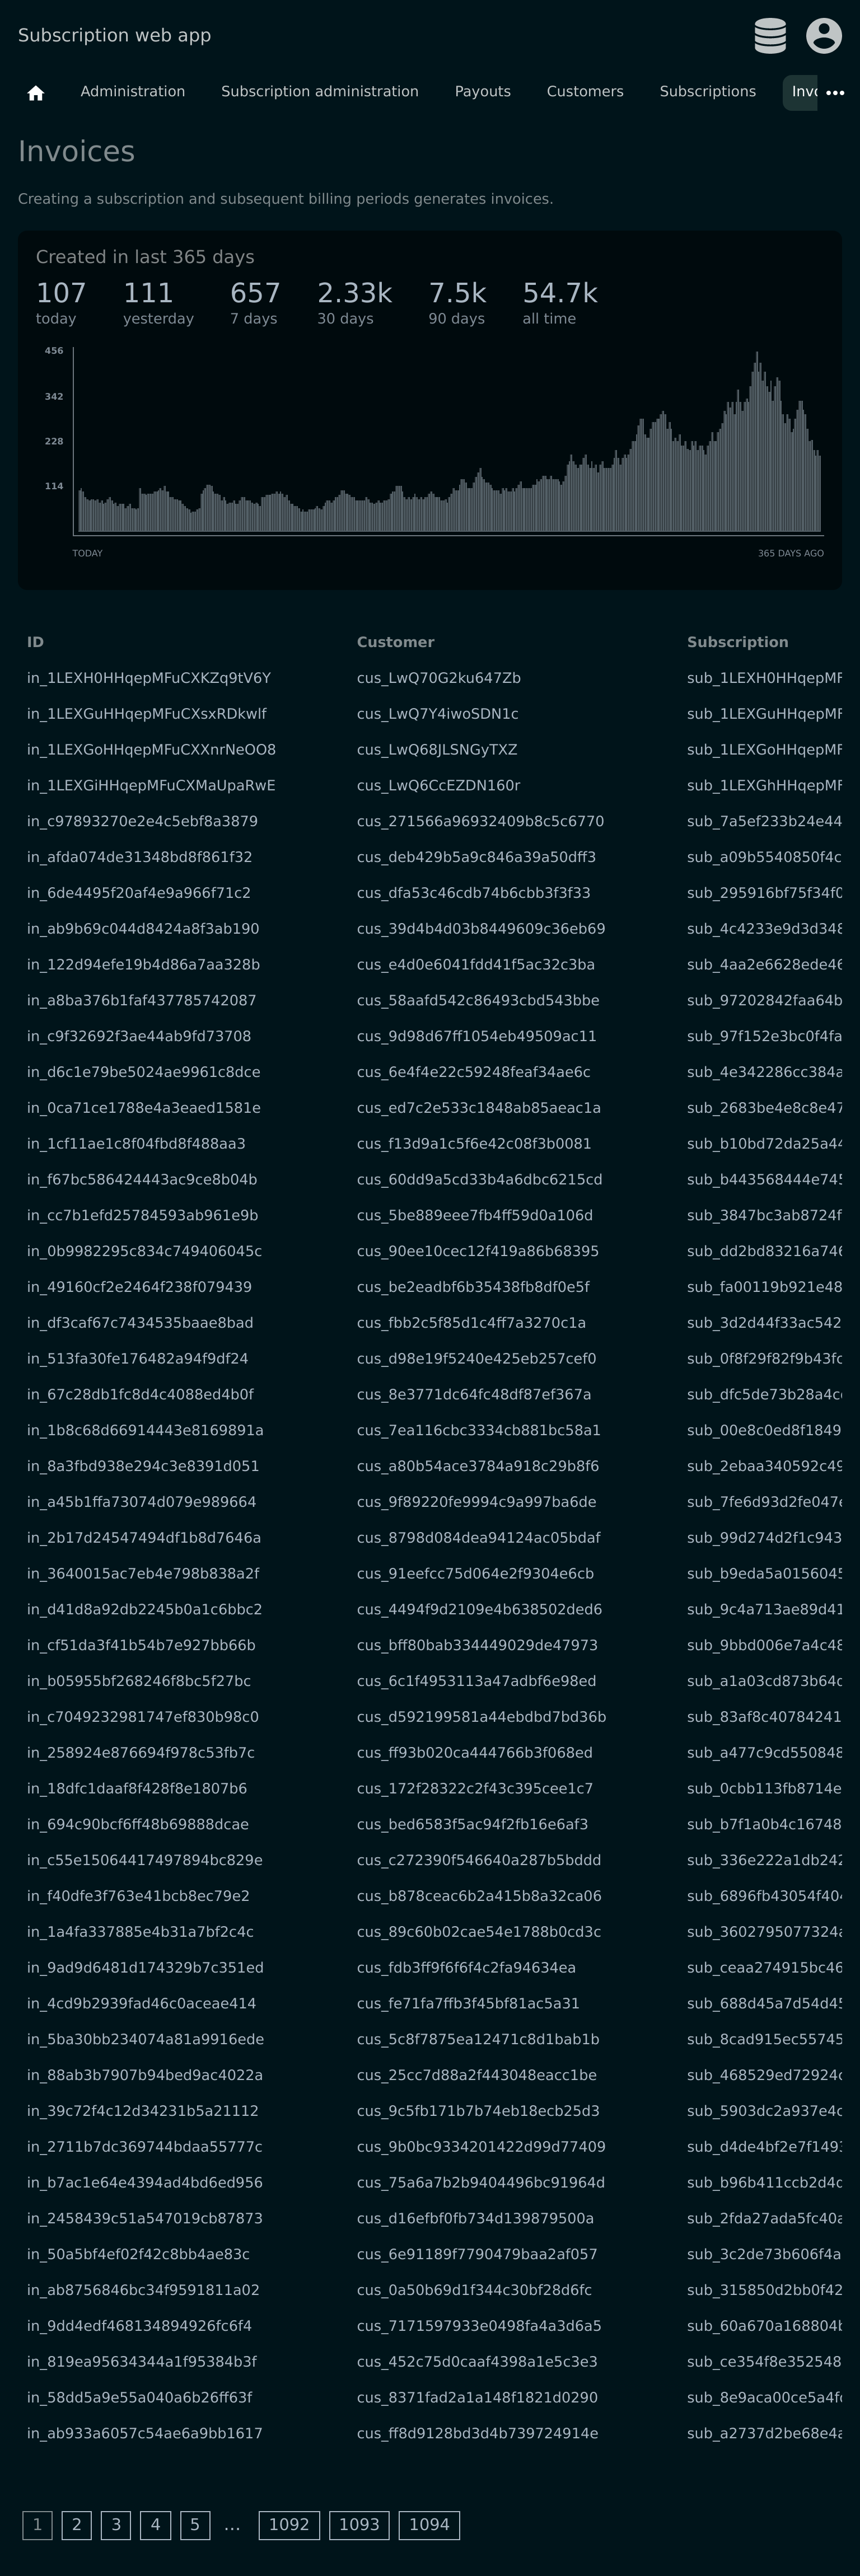 Subscription web app
Administration Subscription administration Payouts Customers Subscriptions Invo
Invoices
Creating a subscription and subsequent billing periods generates invoices.
Created in last 365 days
107 111 657 2.33k 7.5k 54.7k
today yesterday 7 days 30 days 90 days all time
456
342
228
114
TODAY 365 DAYS AGO
ID Customer Subscription
in_1LEXH0HHqepMFuCXKZq9tV6Y cus_LwQ70G2ku647Zb sub_1LEXH0HHqepMF
in_1LEXGuHHqepMFuCXsxRDkwlf cus_LwQ7Y4iwoSDN1c sub_1LEXGuHHqepMF
in_1LEXGoHHqepMFuCXXnrNeOO8 cus_LwQ68JLSNGyTXZ sub_1LEXGoHHqepMF
in_1LEXGiHHqepMFuCXMaUpaRwE cus_LwQ6CcEZDN160r sub_1LEXGhHHqepMF
in_c97893270e2e4c5ebf8a3879 cus_271566a96932409b8c5c6770 sub_7a5ef233b24e44
in_afda074de31348bd8f861f32 cus_deb429b5a9c846a39a50dff3 sub_a09b5540850f4c
in_6de4495f20af4e9a966f71c2 cus_dfa53c46cdb74b6cbb3f3f33 sub_295916bf75f34f0
in_ab9b69c044d8424a8f3ab190 cus_39d4b4d03b8449609c36eb69 sub_4c4233e9d3d348
in_122d94efe19b4d86a7aa328b cus_e4d0e6041fdd41f5ac32c3ba sub_4aa2e6628ede46
in_a8ba376b1faf437785742087 cus_58aafd542c86493cbd543bbe sub_97202842faa64b
in_c9f32692f3ae44ab9fd73708 cus_9d98d67ff1054eb49509ac11 sub_97f152e3bc0f4fa
in_d6c1e79be5024ae9961c8dce cus_6e4f4e22c59248feaf34ae6c sub_4e342286cc384a
in_0ca71ce1788e4a3eaed1581e cus_ed7c2e533c1848ab85aeac1a sub_2683be4e8c8e47
in_1cf11ae1c8f04fbd8f488aa3 cus_f13d9a1c5f6e42c08f3b0081 sub_b10bd72da25a44
in_f67bc586424443ac9ce8b04b cus_60dd9a5cd33b4a6dbc6215cd sub_b443568444e745
in_cc7b1efd25784593ab961e9b cus_5be889eee7fb4ff59d0a106d sub_3847bc3ab8724f
in_0b9982295c834c749406045c cus_90ee10cec12f419a86b68395 sub_dd2bd83216a746
in_49160cf2e2464f238f079439 cus_be2eadbf6b35438fb8df0e5f sub_fa00119b921e48
in_df3caf67c7434535baae8bad cus_fbb2c5f85d1c4ff7a3270c1a sub_3d2d44f33ac542
in_513fa30fe176482a94f9df24 cus_d98e19f5240e425eb257cef0 sub_0f8f29f82f9b43fc
in_67c28db1fc8d4c4088ed4b0f cus_8e3771dc64fc48df87ef367a sub_dfc5de73b28a4c
in_1b8c68d66914443e8169891a cus_7ea116cbc3334cb881bc58a1 sub_00e8c0ed8f1849
in_8a3fbd938e294c3e8391d051 cus_a80b54ace3784a918c29b8f6 sub_2ebaa340592c49
in_a45b1ffa73074d079e989664 cus_9f89220fe9994c9a997ba6de sub_7fe6d93d2fe047
in_2b17d24547494df1b8d7646a cus_8798d084dea94124ac05bdaf sub_99d274d2f1c943
in_3640015ac7eb4e798b838a2f cus_91eefcc75d064e2f9304e6cb sub_b9eda5a0156045
in_d41d8a92db2245b0a1c6bbc2 cus_4494f9d2109e4b638502ded6 sub_9c4a713ae89d41
in_cf51da3f41b54b7e927bb66b cus_bff80bab334449029de47973 sub_9bbd006e7a4c48
in_b05955bf268246f8bc5f27bc cus_6c1f4953113a47adbf6e98ed sub_a1a03cd873b64c
in_c7049232981747ef830b98c0 cus_d592199581a44ebdbd7bd36b sub_83af8c40784241
in_258924e876694f978c53fb7c cus_ff93b020ca444766b3f068ed sub_a477c9cd550848
in_18dfc1daaf8f428f8e1807b6 cus_172f28322c2f43c395cee1c7 sub_0cbb113fb8714e
in_694c90bcf6ff48b69888dcae cus_bed6583f5ac94f2fb16e6af3 sub_b7f1a0b4c16748
in_c55e15064417497894bc829e cus_c272390f546640a287b5bddd sub_336e222a1db242
in_f40dfe3f763e41bcb8ec79e2 cus_b878ceac6b2a415b8a32ca06 sub_6896fb43054f40
in_1a4fa337885e4b31a7bf2c4c cus_89c60b02cae54e1788b0cd3c sub_3602795077324a
in_9ad9d6481d174329b7c351ed cus_fdb3ff9f6f6f4c2fa94634ea sub_ceaa274915bc46
in_4cd9b2939fad46c0aceae414 cus_fe71fa7ffb3f45bf81ac5a31 sub_688d45a7d54d45
in_5ba30bb234074a81a9916ede cus_5c8f7875ea12471c8d1bab1b sub_8cad915ec55745
in_88ab3b7907b94bed9ac4022a cus_25cc7d88a2f443048eacc1be sub_468529ed72924c
in_39c72f4c12d34231b5a21112 cus_9c5fb171b7b74eb18ecb25d3 sub_5903dc2a937e4c
in_2711b7dc369744bdaa55777c cus_9b0bc9334201422d99d77409 sub_d4de4bf2e7f149
in_b7ac1e64e4394ad4bd6ed956 cus_75a6a7b2b9404496bc91964d sub_b96b411ccb2d4c
in_2458439c51a547019cb87873 cus_d16efbf0fb734d139879500a sub_2fda27ada5fc40a
in_50a5bf4ef02f42c8bb4ae83c cus_6e91189f7790479baa2af057 sub_3c2de73b606f4a
in_ab8756846bc34f9591811a02 cus_0a50b69d1f344c30bf28d6fc sub_315850d2bb0f42
in_9dd4edf468134894926fc6f4 cus_7171597933e0498fa4a3d6a5 sub_60a670a168804b
in_819ea95634344a1f95384b3f cus_452c75d0caaf4398a1e5c3e3 sub_ce354f8e352548
in_58dd5a9e55a040a6b26ff63f cus_8371fad2a1a148f1821d0290 sub_8e9aca00ce5a4f
in_ab933a6057c54ae6a9bb1617 cus_ff8d9128bd3d4b739724914e sub_a2737d2be68e4a
1 2 3 4 5 ... 1092 1093 1094